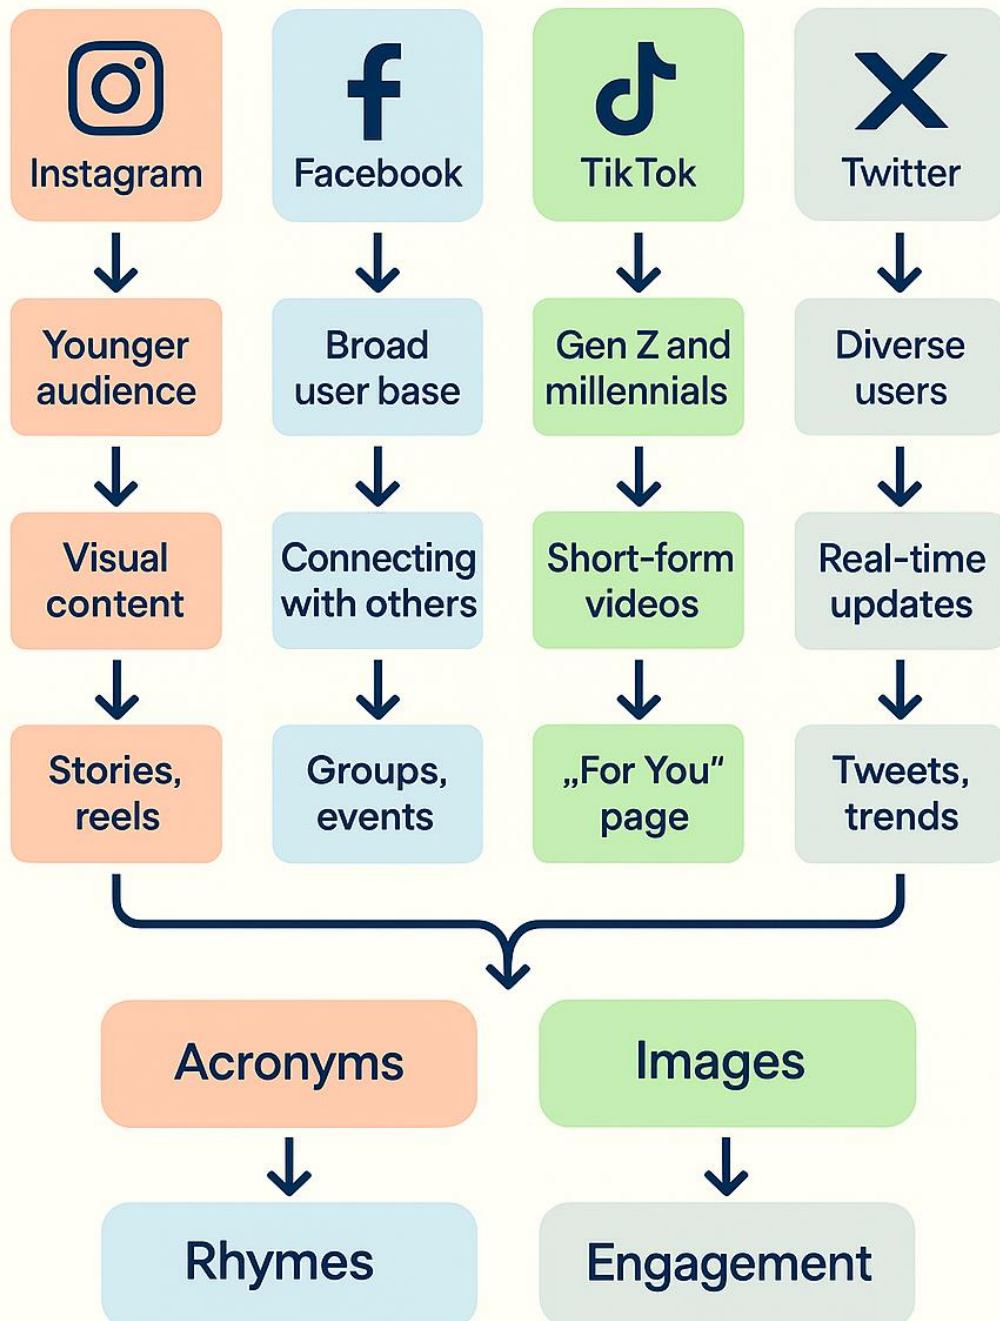 Instagram
Facebook
TikTok
Twitter
Younger
audience
Broad
user base
Gen Z and
millennials
Diverse
users
Visual
content
Connecting
with others
Short-form
videos
Real-time
updates
Stories,
reels
Groups,
events
„For You”
page
Tweets,
trends
Acronyms
Images
Rhymes
Engagement